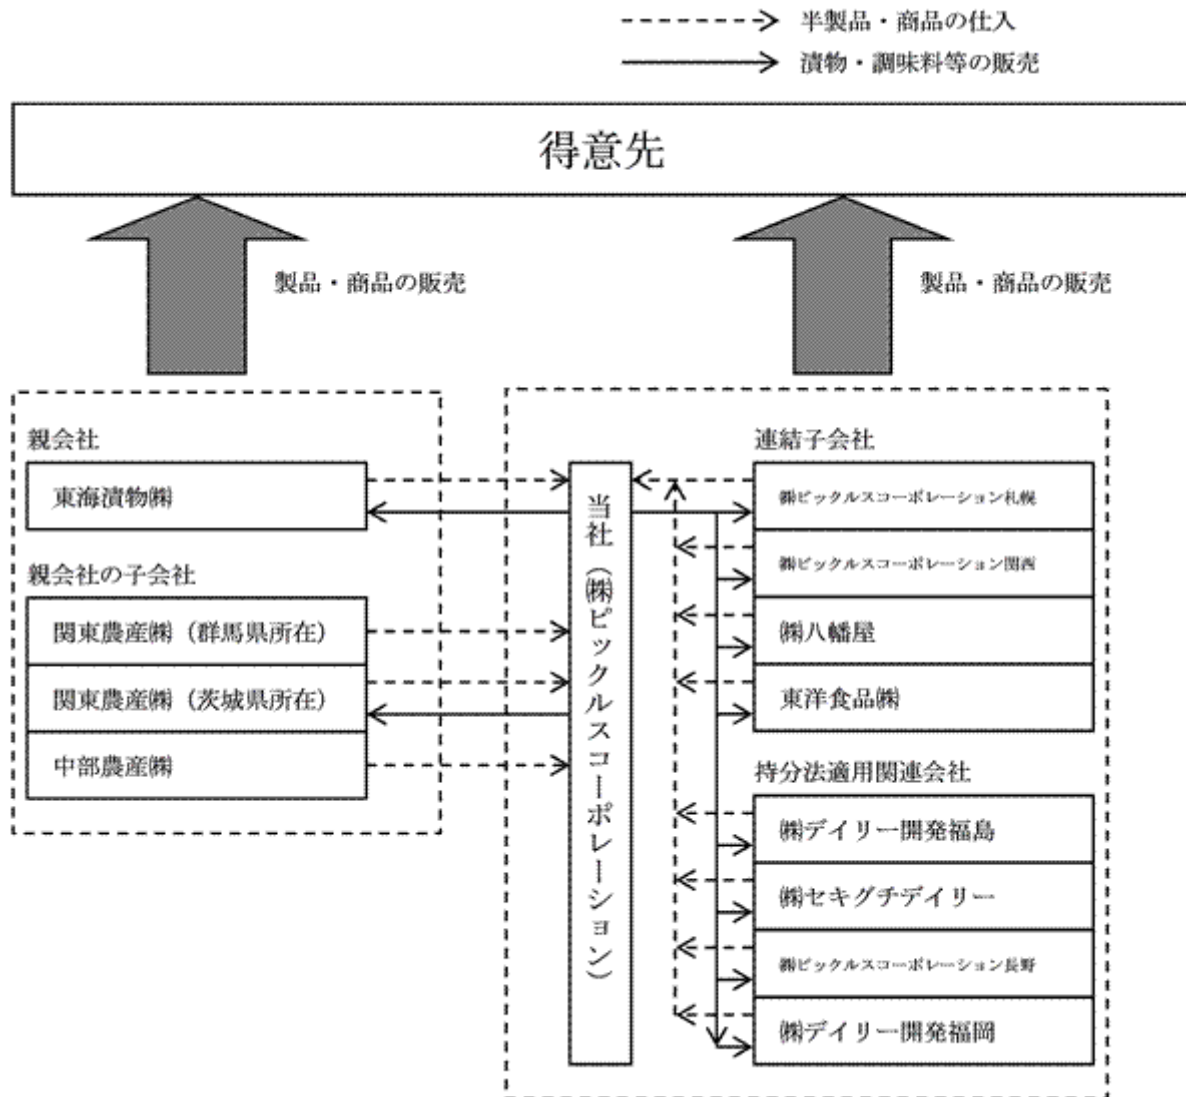 半製品・商品の仕入
漬物・調味料等の販売
得意先
製品・商品の販売
製品・商品の販売
親会社
東海漬物㈱
親会社の子会社
関東農産㈱（群馬県所在）
関東農産㈱（茨城県所在）
中部農産㈱
当社（㈱ピックルスコーポレーション）
連結子会社
㈱ピックルスコーポレーション札幌
㈱ピックルスコーポレーション関西
㈱八幡屋
東洋食品㈱
持分法適用関連会社
㈱デイリー開発福島
㈱セキグチデイリー
㈱ピックルスコーポレーション長野
㈱デイリー開発福岡